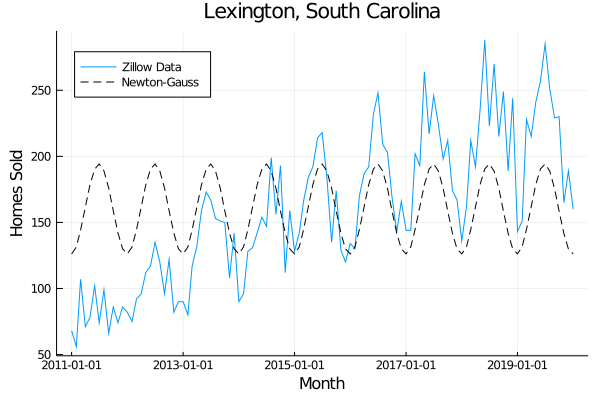 Lexington, South Carolina
Zillow Data
Newton-Gauss
Homes Sold
250
200
150
100
50
2011-01-01 2013-01-01 2015-01-01 2017-01-01 2019-01-01
Month